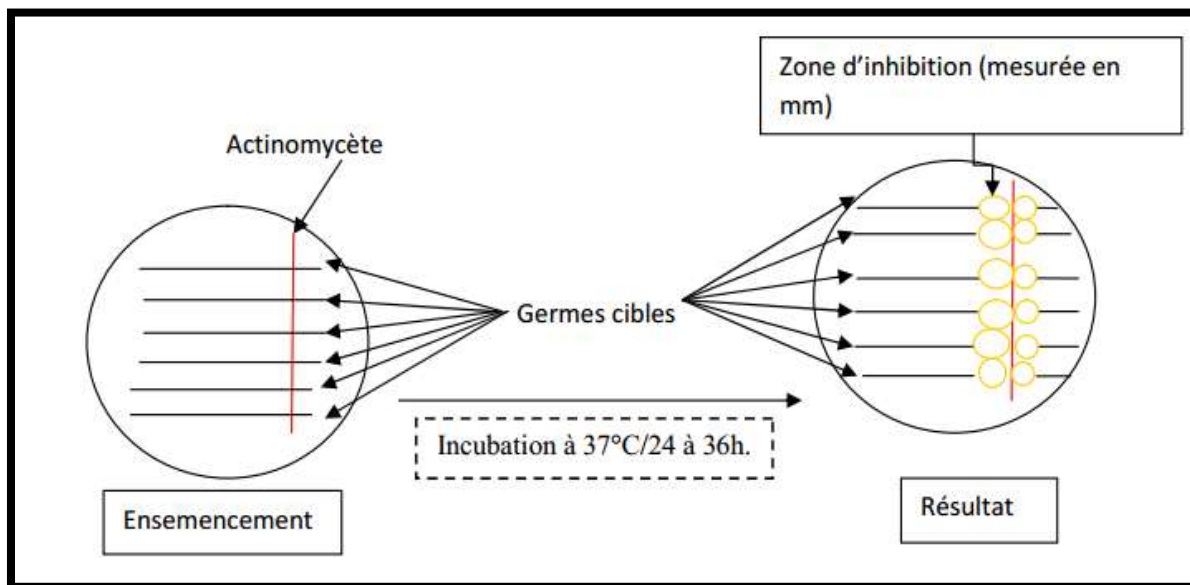 Zone d'inhibition (mesurée en
mm)
Actinomycète
Germes cibles
Incubation à 37°C/24 à 36h.
Ensemencement
Résultat